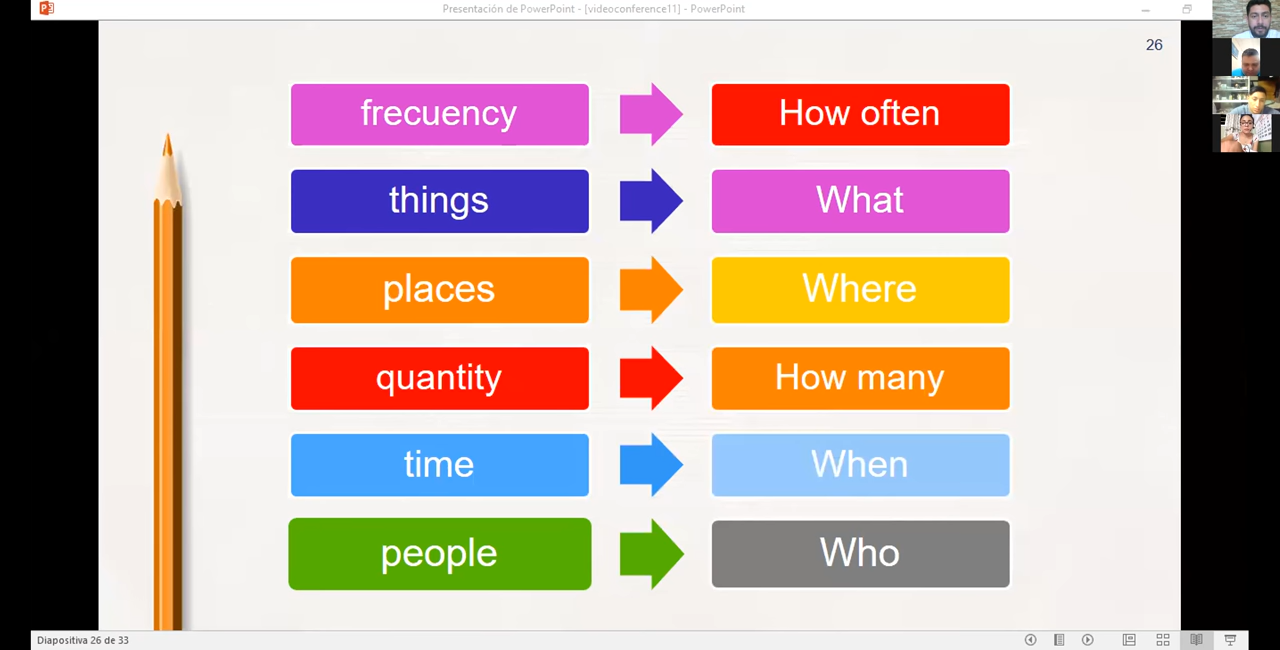 Presentación de PowerPoint - [videoconference11] - PowerPoint
26
frecuency
How often
things
What
places
Where
quantity
How many
time
When
people
Who
Diapositiva 26 de 33